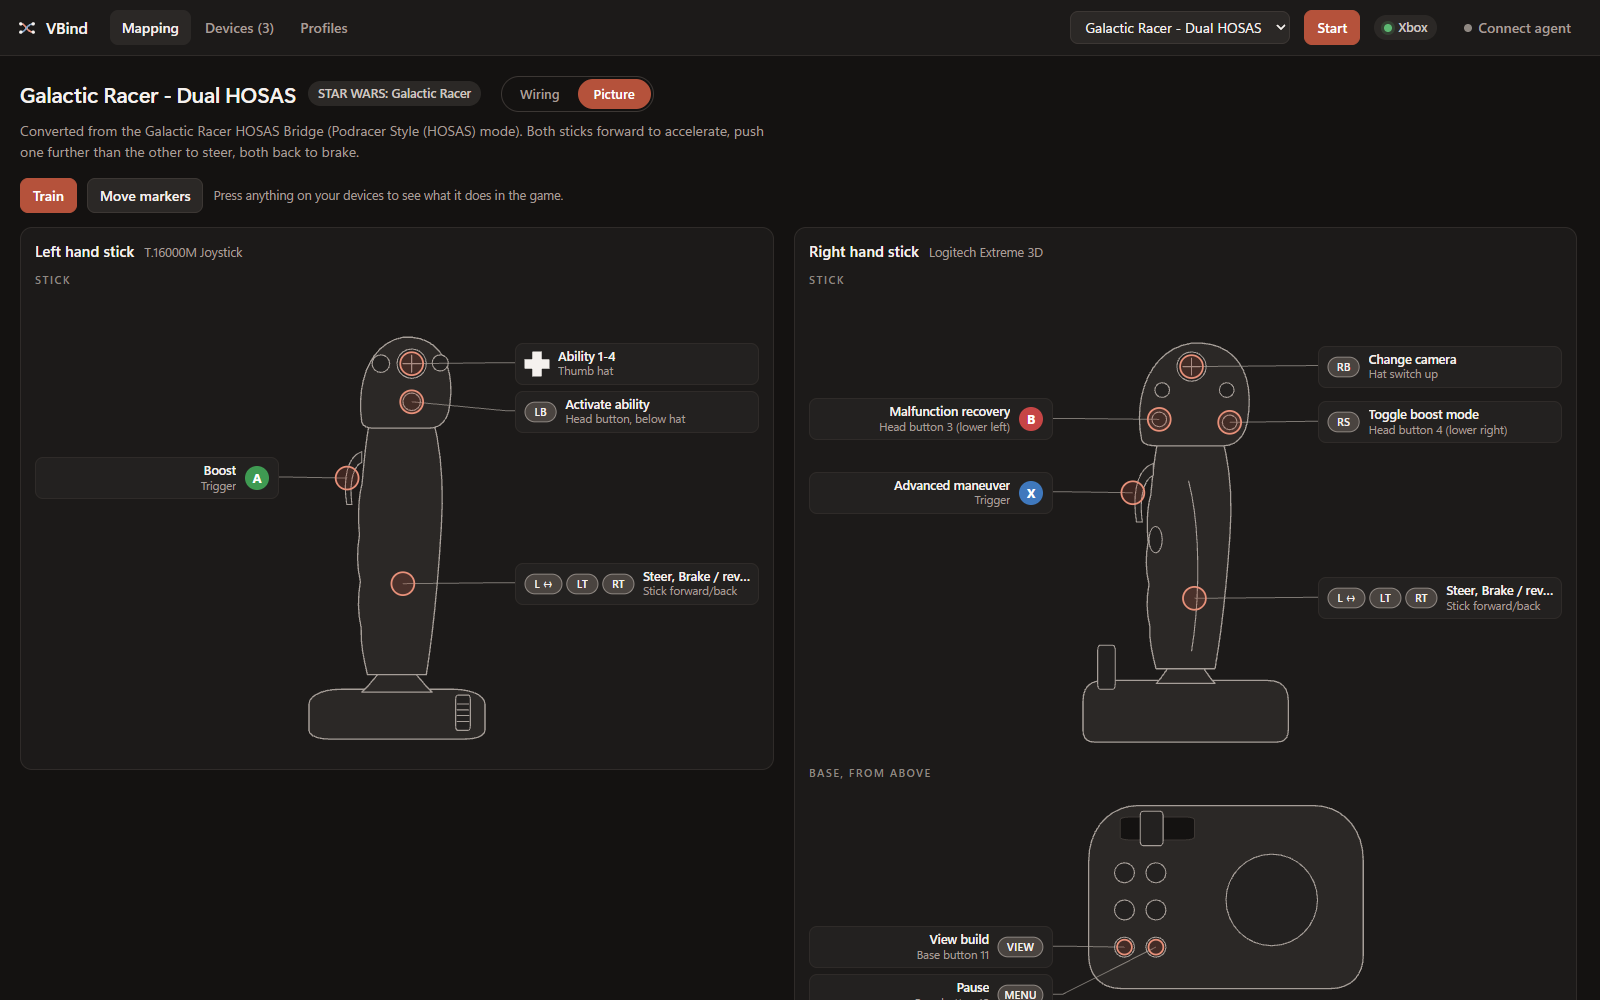 VBind
Mapping
Devices (3)
Profiles
Galactic Racer - Dual HOSAS
Start
Xbox
Connect agent
Galactic Racer - Dual HOSAS
STAR WARS: Galactic Racer
Wiring
Picture
Converted from the Galactic Racer HOSAS Bridge (Podracer Style (HOSAS) mode). Both sticks forward to accelerate, push
one further than the other to steer, both back to brake.
Train
Move markers
Press anything on your devices to see what it does in the game.
Left hand stick T.16000M Joystick
STICK
Ability 1-4
Thumb hat
LB
Activate ability
Head button, below hat
Boost
Trigger
A
L ↔ LT RT
Steer, Brake / rev...
Stick forward/back
Right hand stick Logitech Extreme 3D
STICK
RB
Change camera
Hat switch up
Malfunction recovery
Head button 3 (lower left)
B
RS
Toggle boost mode
Head button 4 (lower right)
Advanced maneuver
Trigger
X
L ↔ LT RT
Steer, Brake / rev...
Stick forward/back
BASE, FROM ABOVE
View build
Base button 11
VIEW
Pause
MENU